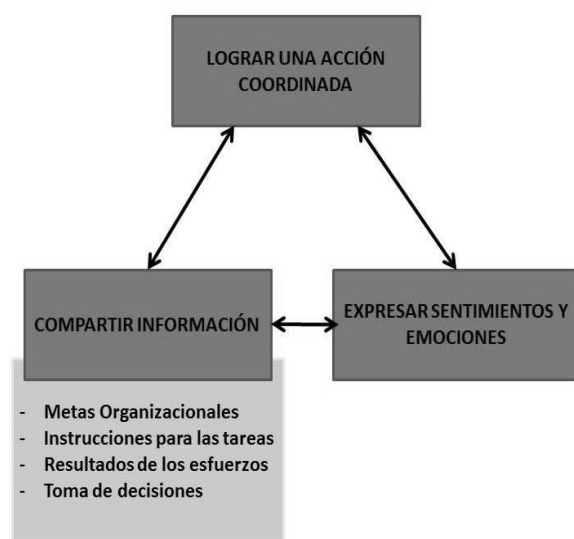 LOGRAR UNA ACCIÓN
COORDINADA
COMPARTIR INFORMACIÓN
EXPRESAR SENTIMIENTOS Y
EMOCIONES
- Metas Organizacionales
- Instrucciones para las tareas
- Resultados de los esfuerzos
- Toma de decisiones